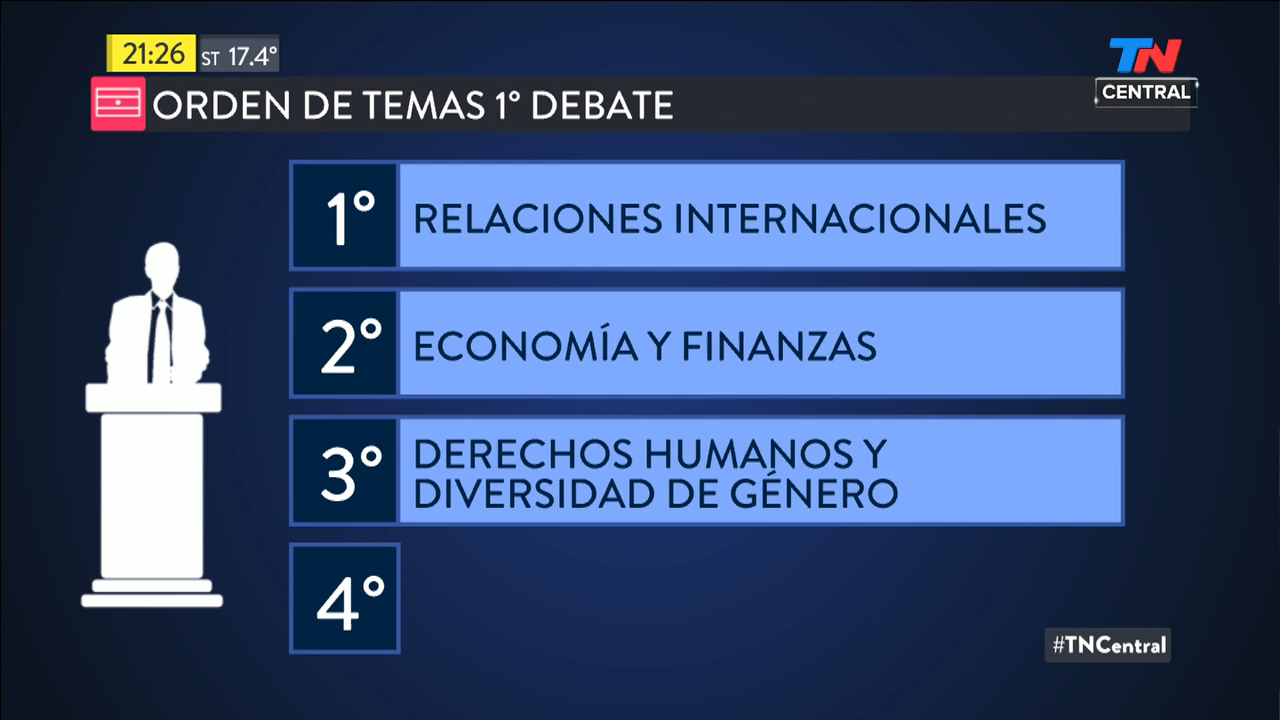 21:26 ST 17.4°
TN
CENTRAL
ORDEN DE TEMAS 1° DEBATE
1° RELACIONES INTERNACIONALES
2° ECONOMÍA Y FINANZAS
3° DERECHOS HUMANOS Y
DIVERSIDAD DE GÉNERO
4°
#TNCentral